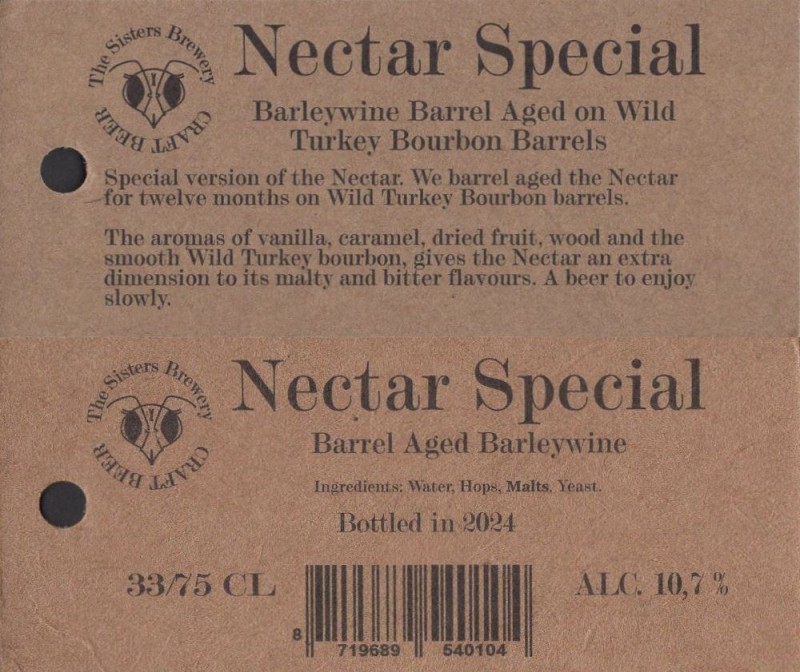 The Sisters Brewery
CRAFT BEER
Nectar Special
Barleywine Barrel Aged on Wild
Turkey Bourbon Barrels
Special version of the Nectar. We barrel aged the Nectar
for twelve months on Wild Turkey Bourbon barrels.
The aromas of vanilla, caramel, dried fruit, wood and the
smooth Wild Turkey bourbon, gives the Nectar an extra
dimension to its malty and bitter flavours. A beer to enjoy
slowly.
The Sisters Brewery
CRAFT BEER
Nectar Special
Barrel Aged Barleywine
Ingredients: Water, Hops, Malts, Yeast.
Bottled in 2024
33/75 CL
ALC. 10,7 %
8 719689 540104